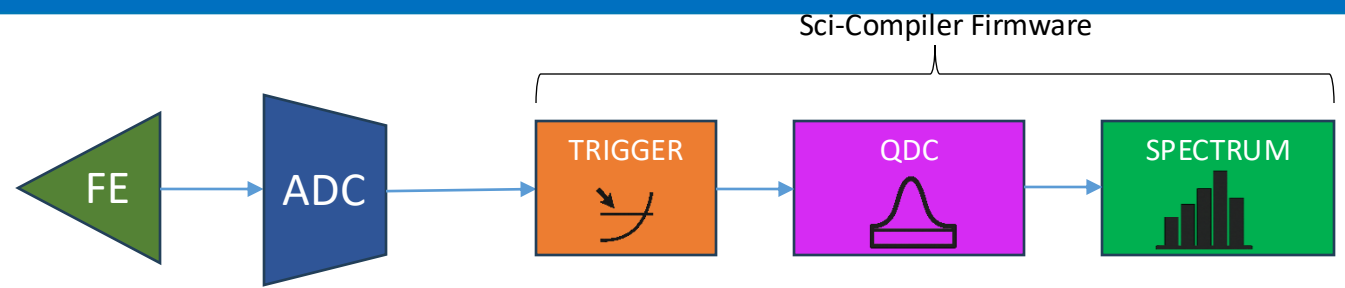 Sci-Compiler Firmware
FE
ADC
TRIGGER
QDC
SPECTRUM